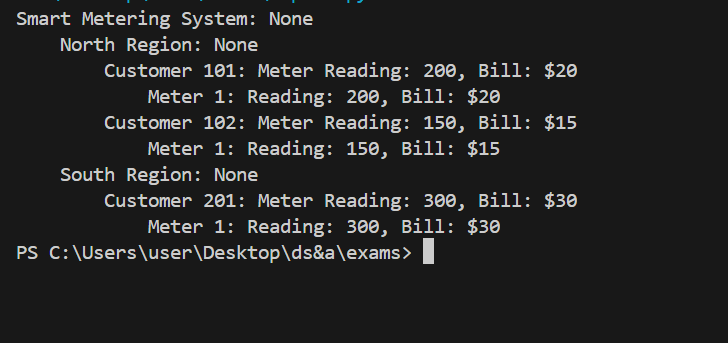 Smart Metering System: None
    North Region: None
        Customer 101: Meter Reading: 200, Bill: $20
            Meter 1: Reading: 200, Bill: $20
        Customer 102: Meter Reading: 150, Bill: $15
            Meter 1: Reading: 150, Bill: $15
    South Region: None
        Customer 201: Meter Reading: 300, Bill: $30
            Meter 1: Reading: 300, Bill: $30
PS C:\Users\user\Desktop\ds&a\exams>